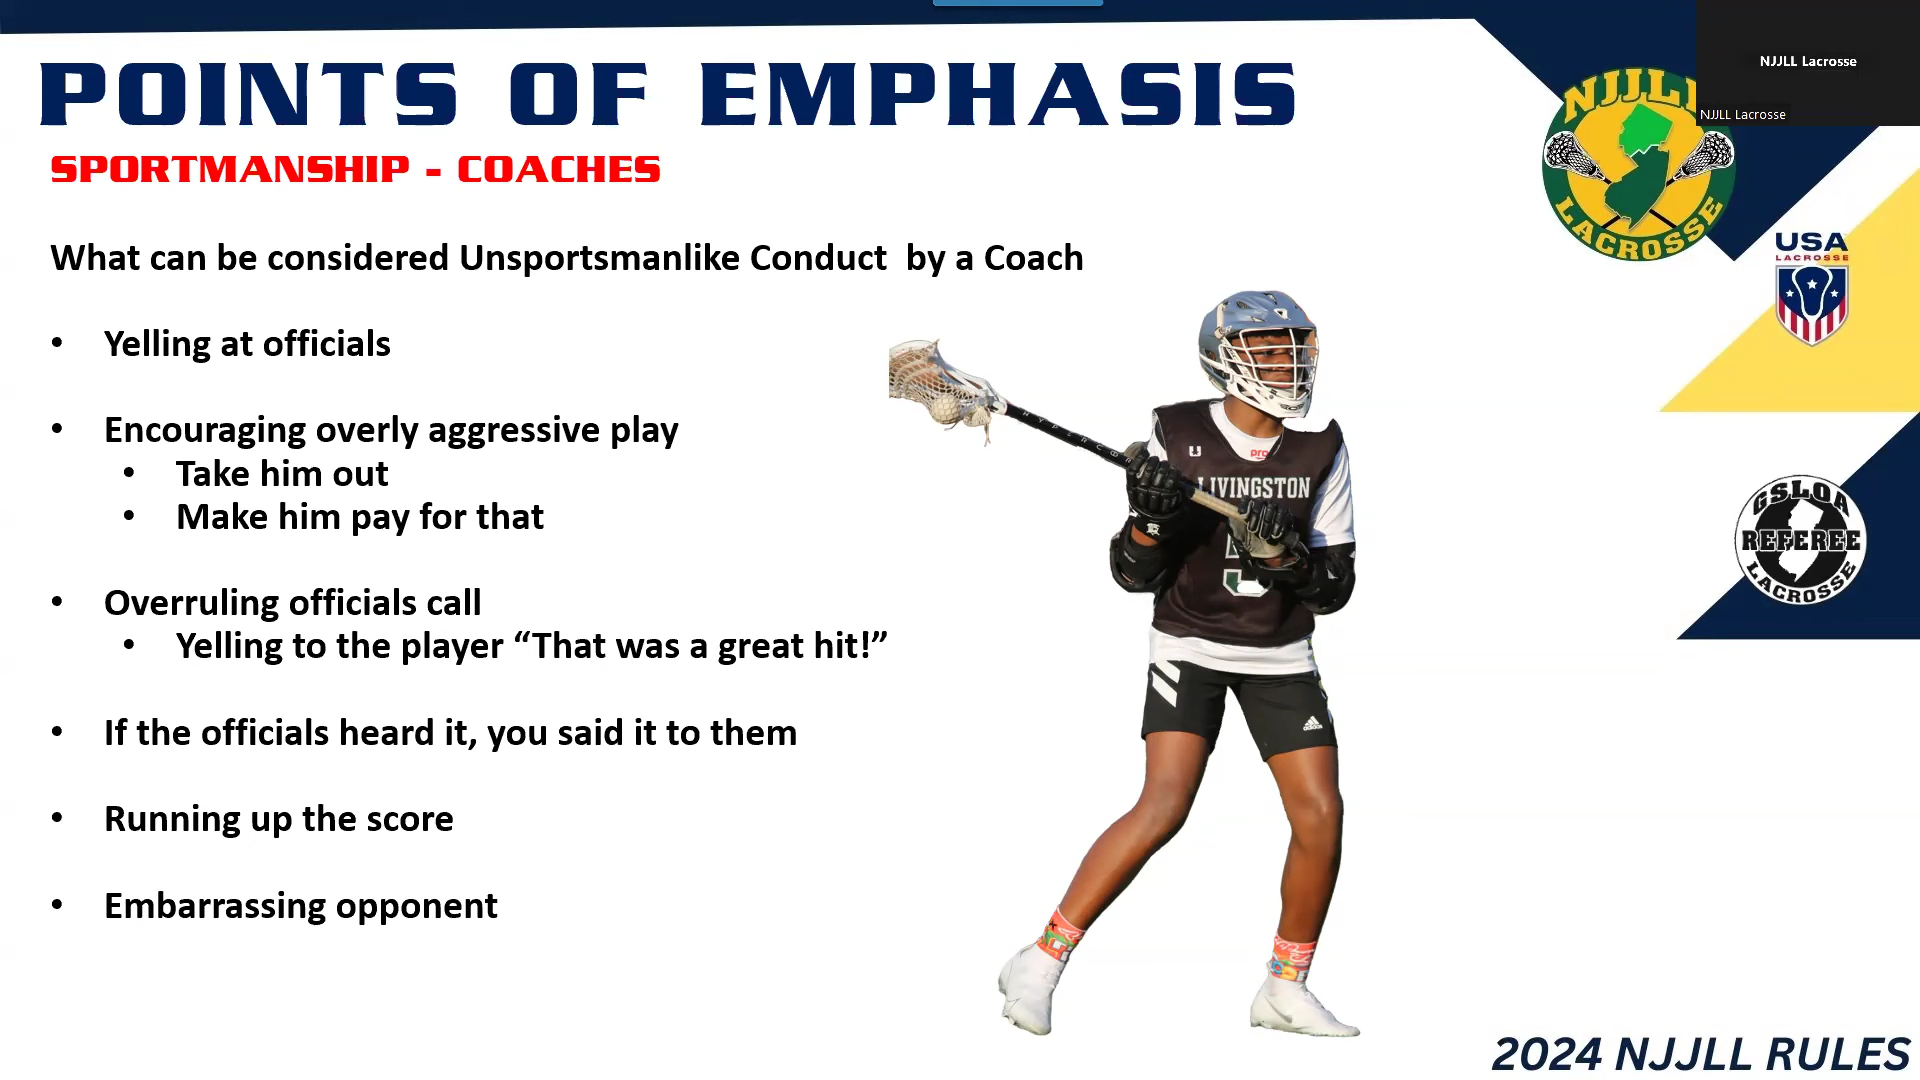 POINTS OF EMPHASIS
SPORTMANSHIP - COACHES
What can be considered Unsportsmanlike Conduct  by a Coach
• Yelling at officials
• Encouraging overly aggressive play
• Take him out
• Make him pay for that
• Overruling officials call
• Yelling to the player “That was a great hit!”
• If the officials heard it, you said it to them
• Running up the score
• Embarrassing opponent
LIVINGSTON
5
adidas
NJJLL
LACROSSE
NJJLL Lacrosse
NJJLL Lacrosse
USA
LACROSSE
GSLOA
REFEREE
LACROSSE
2024 NJJLL RULES